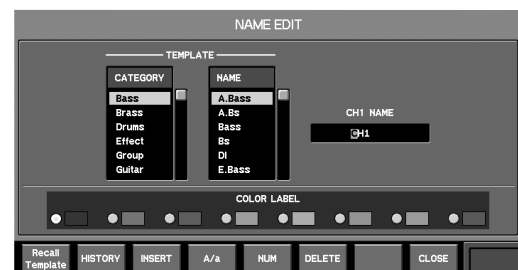 NAME EDIT
TEMPLATE
CATEGORY
Bass
Brass
Drums
Effect
Group
Guitar
NAME
A.Bass
A.Bs
Bass
Bs
DI
E.Bass
CH1 NAME
CH1
COLOR LABEL
Recall Template
HISTORY
INSERT
A/a
NUM
DELETE
CLOSE